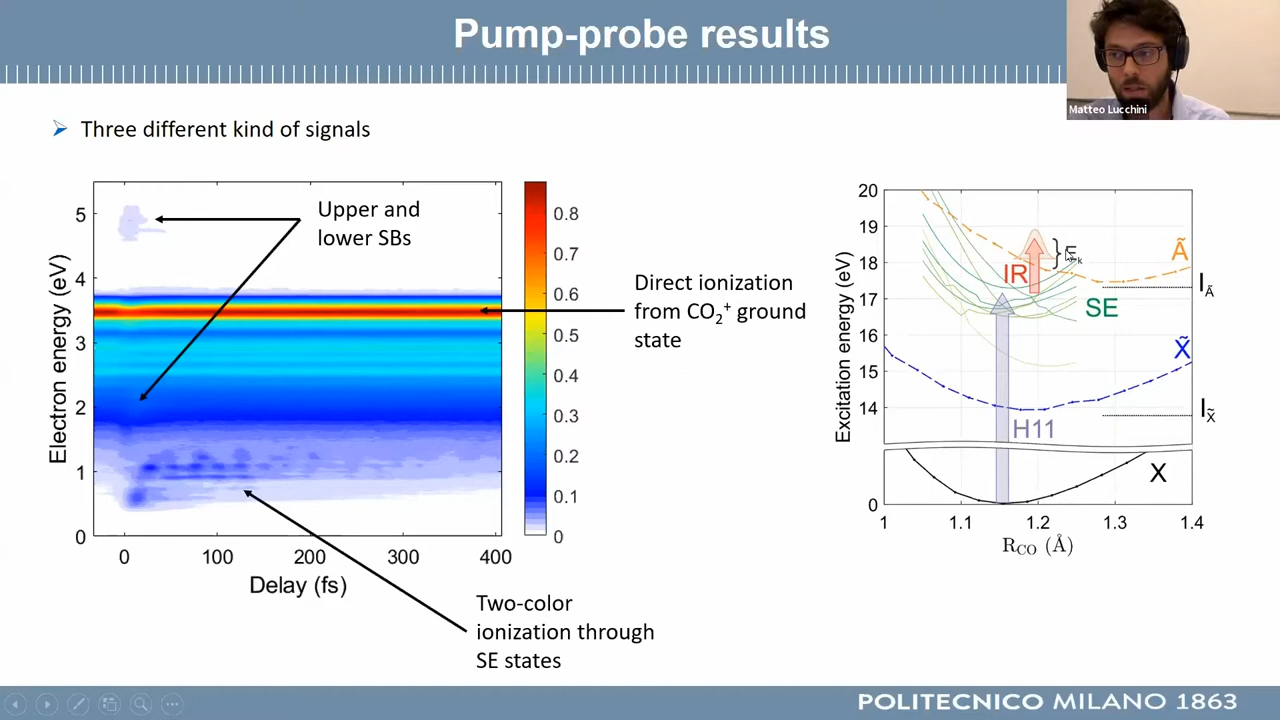 Pump-probe results
Matteo Lucchini
Three different kind of signals
Upper and
lower SBs
Direct ionization
from CO₂⁺ ground
state
Two-color
ionization through
SE states
Electron energy (eV)
5
4
3
2
1
0
0
100
200
300
400
Delay (fs)
0.8
0.7
0.6
0.5
0.4
0.3
0.2
0.1
0
Excitation energy (eV)
20
19
18
17
16
15
14
0
1
1.1
1.2
1.3
1.4
R_CO (Å)
IR
E_k
Ã
I_Ã
SE
X̃
I_X̃
H11
X
POLITECNICO MILANO 1863